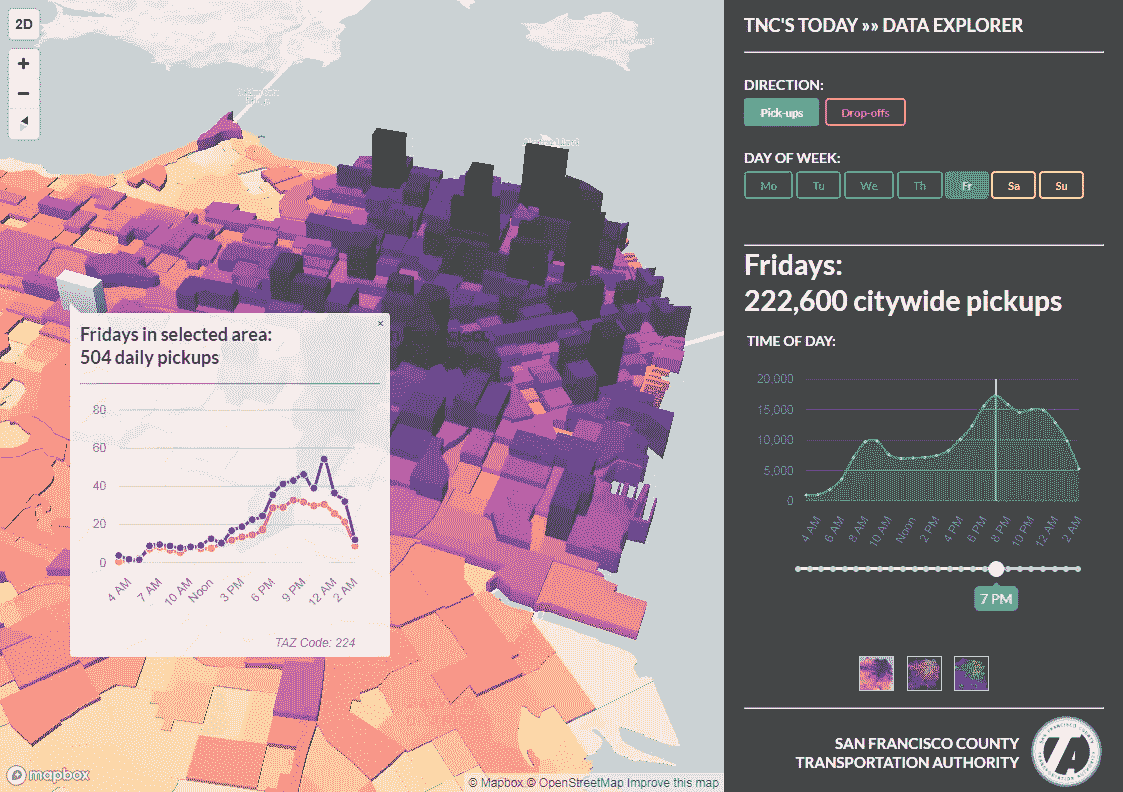 2D
+
−
TNC'S TODAY »» DATA EXPLORER
DIRECTION:
Pick-ups
Drop-offs
DAY OF WEEK:
Mo
Tu
We
Th
Fr
Sa
Su
Fridays:
222,600 citywide pickups
TIME OF DAY:
20,000
15,000
10,000
5,000
0
4 AM
6 AM
8 AM
10 AM
Noon
2 PM
4 PM
6 PM
8 PM
10 PM
12 AM
2 AM
7 PM
×
Fridays in selected area:
504 daily pickups
80
60
40
20
0
4 AM
7 AM
10 AM
Noon
3 PM
6 PM
9 PM
12 AM
2 AM
TAZ Code: 224
SAN FRANCISCO COUNTY
TRANSPORTATION AUTHORITY
mapbox
© Mapbox © OpenStreetMap Improve this map